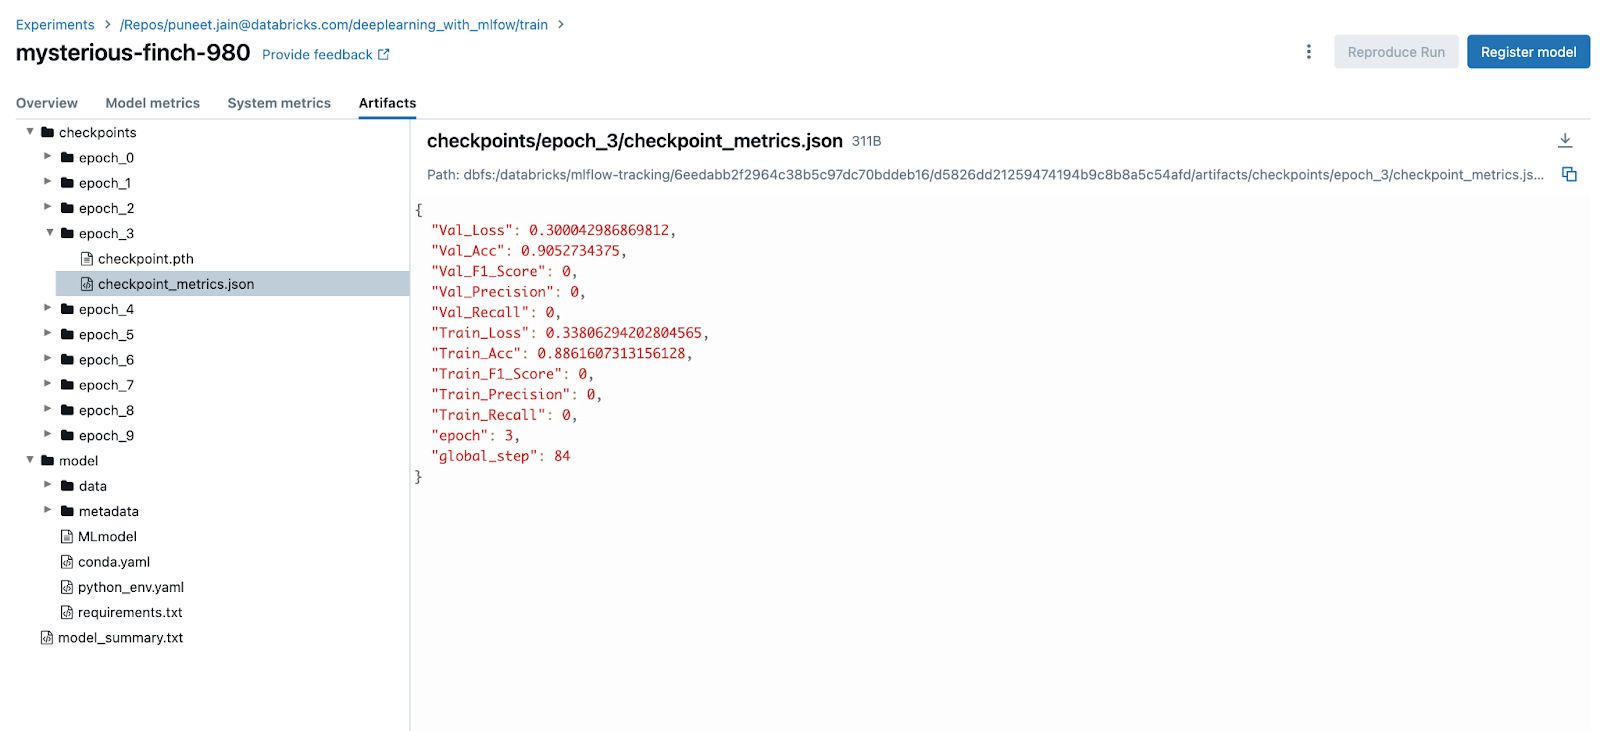 Experiments > /Repos/puneet.jain@databricks.com/deeplearning_with_mlfow/train >
mysterious-finch-980 Provide feedback
Reproduce Run
Register model
Overview Model metrics System metrics Artifacts
checkpoints
epoch_0
epoch_1
epoch_2
epoch_3
checkpoint.pth
checkpoint_metrics.json
epoch_4
epoch_5
epoch_6
epoch_7
epoch_8
epoch_9
model
data
metadata
MLmodel
conda.yaml
python_env.yaml
requirements.txt
model_summary.txt
checkpoints/epoch_3/checkpoint_metrics.json 311B
Path: dbfs:/databricks/mlflow-tracking/6eedabb2f2964c38b5c97dc70bddeb16/d5826dd21259474194b9c8b8a5c54afd/artifacts/checkpoints/epoch_3/checkpoint_metrics.js...
{
"Val_Loss": 0.300042986869812,
"Val_Acc": 0.9052734375,
"Val_F1_Score": 0,
"Val_Precision": 0,
"Val_Recall": 0,
"Train_Loss": 0.33806294202804565,
"Train_Acc": 0.8861607313156128,
"Train_F1_Score": 0,
"Train_Precision": 0,
"Train_Recall": 0,
"epoch": 3,
"global_step": 84
}